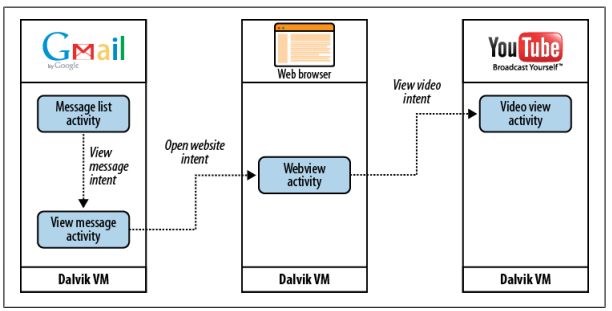 Gmail
by Google
Message list
activity
View
message
intent
View message
activity
Dalvik VM
Open website
intent
Web browser
Webview
activity
Dalvik VM
View video
intent
YouTube
Broadcast Yourself™
Video view
activity
Dalvik VM